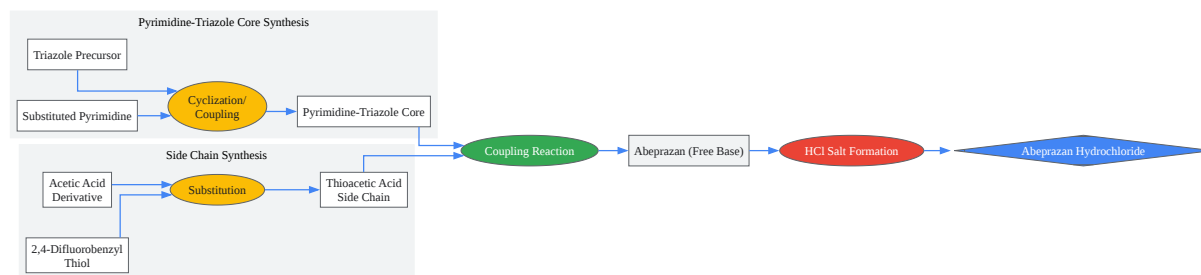 Pyrimidine-Triazole Core Synthesis
Triazole Precursor
Substituted Pyrimidine
Cyclization/
Coupling
Pyrimidine-Triazole Core
Side Chain Synthesis
Acetic Acid
Derivative
2,4-Difluorobenzyl
Thiol
Substitution
Thioacetic Acid
Side Chain
Coupling Reaction
Abeprazan (Free Base)
HCl Salt Formation
Abeprazan Hydrochloride